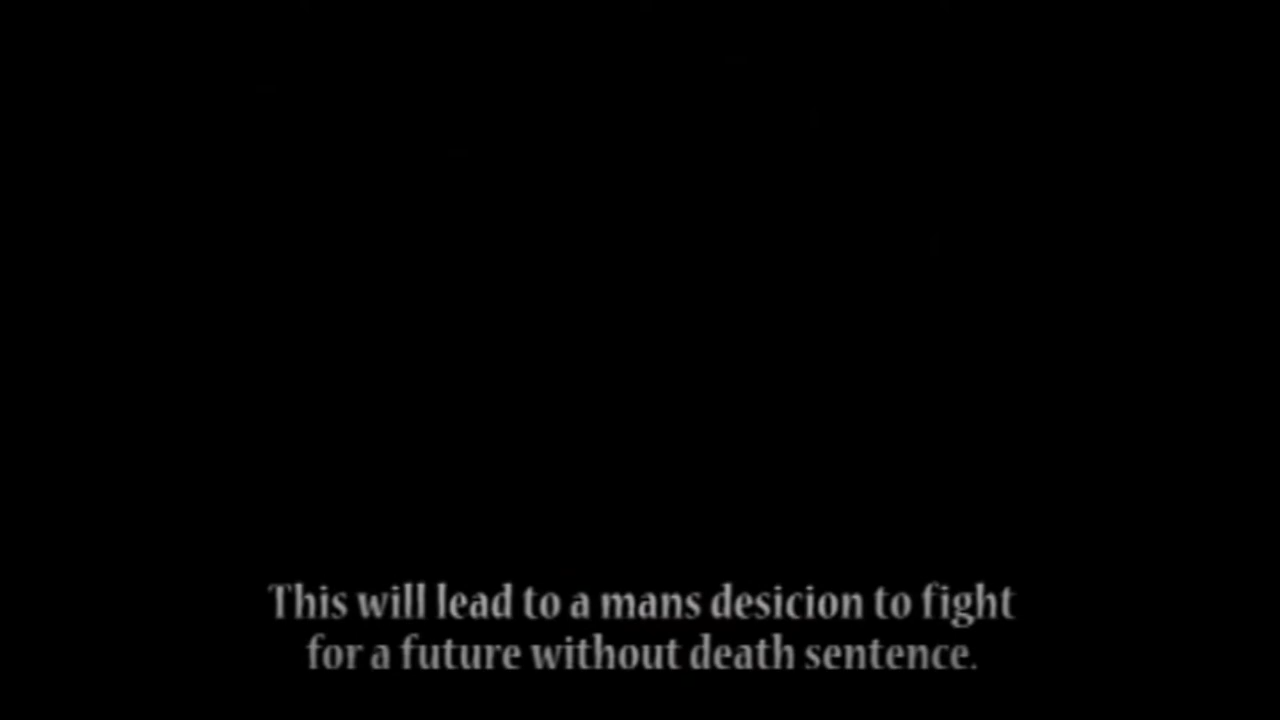 This will lead to a mans desicion to fight
for a future without death sentence.